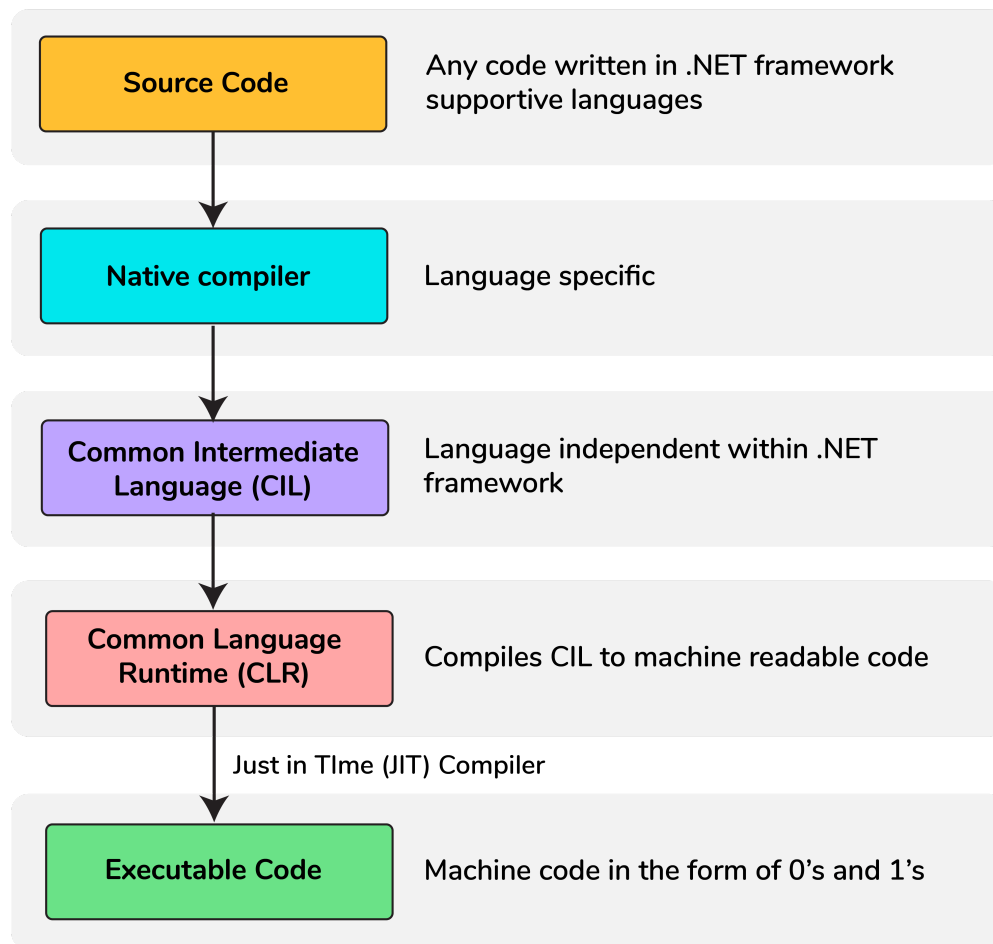 Source Code
Any code written in .NET framework
supportive languages
Native compiler
Language specific
Common Intermediate
Language (CIL)
Language independent within .NET
framework
Common Language
Runtime (CLR)
Compiles CIL to machine readable code
Just in TIme (JIT) Compiler
Executable Code
Machine code in the form of 0’s and 1’s